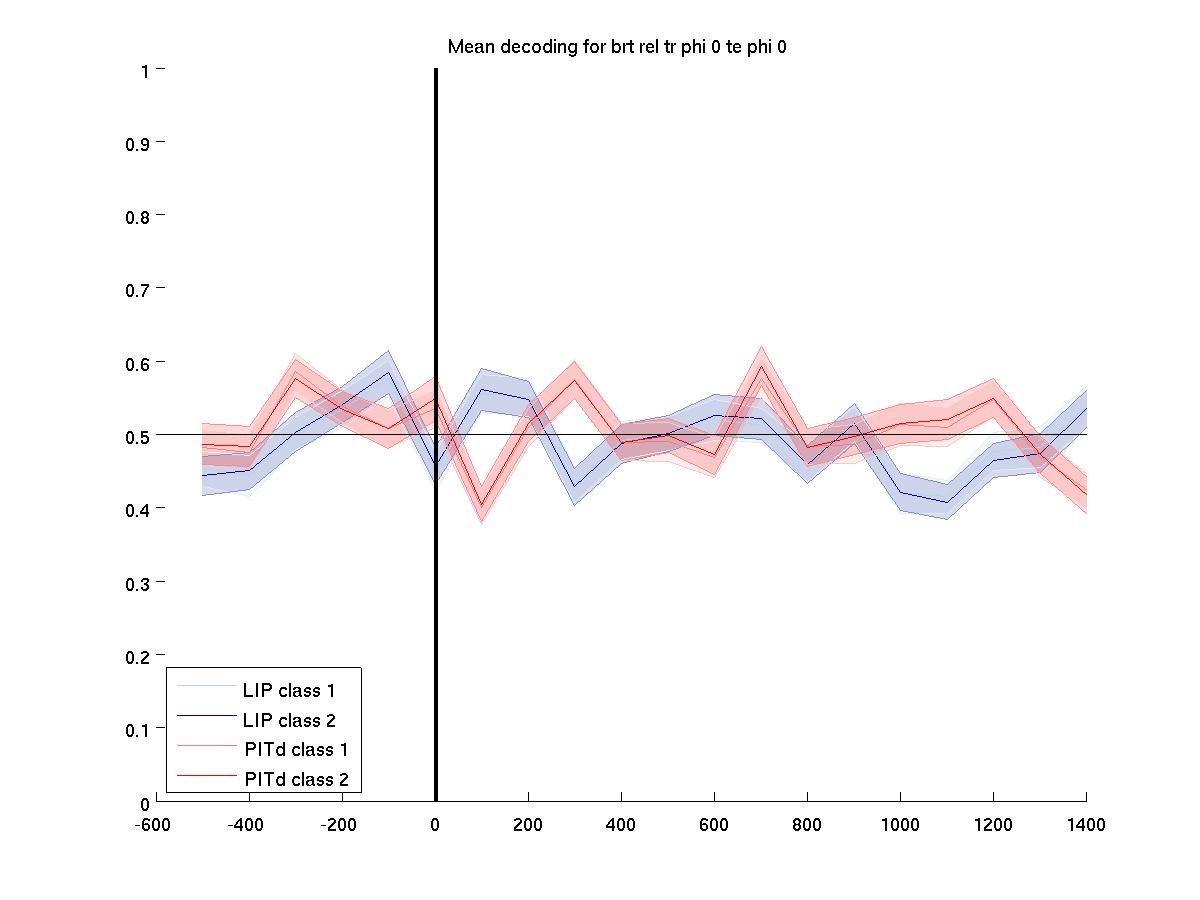 Mean decoding for brt rel tr phi 0 te phi 0
1
0.9
0.8
0.7
0.6
0.5
0.4
0.3
0.2
0.1
0
LIP class 1
LIP class 2
PITd class 1
PITd class 2
-600 -400 -200 0 200 400 600 800 1000 1200 1400